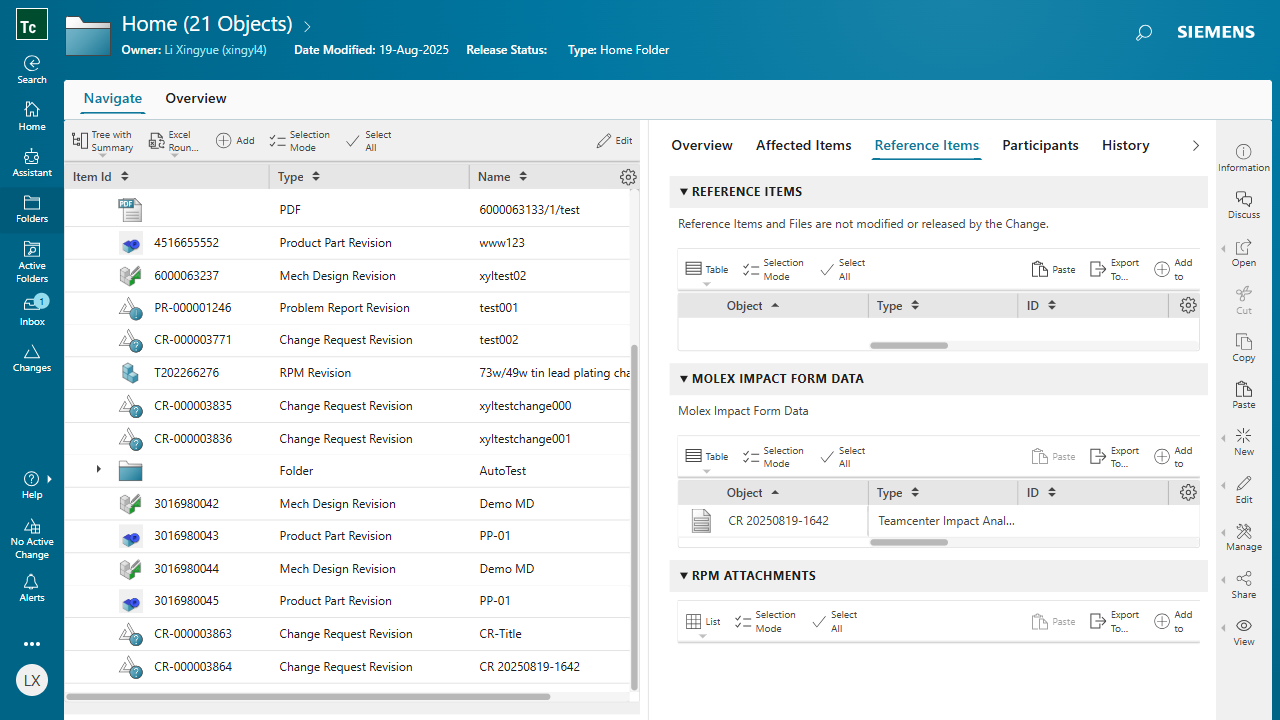 Tc
Home (21 Objects)
Owner: Li Xingyue (xingyl4) Date Modified: 19-Aug-2025 Release Status: Type: Home Folder
SIEMENS
Search
Home
Assistant
Folders
Active
Folders
1
Inbox
Changes
Help
No Active
Change
Alerts
LX
Navigate Overview
Tree with
Summary
Excel
Roun...
Add
Selection
Mode
Select
All
Edit
Item Id Type Name
PDF PDF 6000063133/1/test
4516655552 Product Part Revision www123
6000063237 Mech Design Revision xyltest02
PR-000001246 Problem Report Revision test001
CR-000003771 Change Request Revision test002
T202266276 RPM Revision 73w/49w tin lead plating cha
CR-000003835 Change Request Revision xyltestchange000
CR-000003836 Change Request Revision xyltestchange001
Folder AutoTest
3016980042 Mech Design Revision Demo MD
3016980043 Product Part Revision PP-01
3016980044 Mech Design Revision Demo MD
3016980045 Product Part Revision PP-01
CR-000003863 Change Request Revision CR-Title
CR-000003864 Change Request Revision CR 20250819-1642
Overview Affected Items Reference Items Participants History
REFERENCE ITEMS
Reference Items and Files are not modified or released by the Change.
Table
Selection
Mode
Select
All
Paste
Export
To...
Add
to
Object Type ID
MOLEX IMPACT FORM DATA
Molex Impact Form Data
Table
Selection
Mode
Select
All
Paste
Export
To...
Add
to
Object Type ID
CR 20250819-1642 Teamcenter Impact Anal...
RPM ATTACHMENTS
List
Selection
Mode
Select
All
Paste
Export
To...
Add
to
Information
Discuss
Open
Cut
Copy
Paste
New
Edit
Manage
Share
View